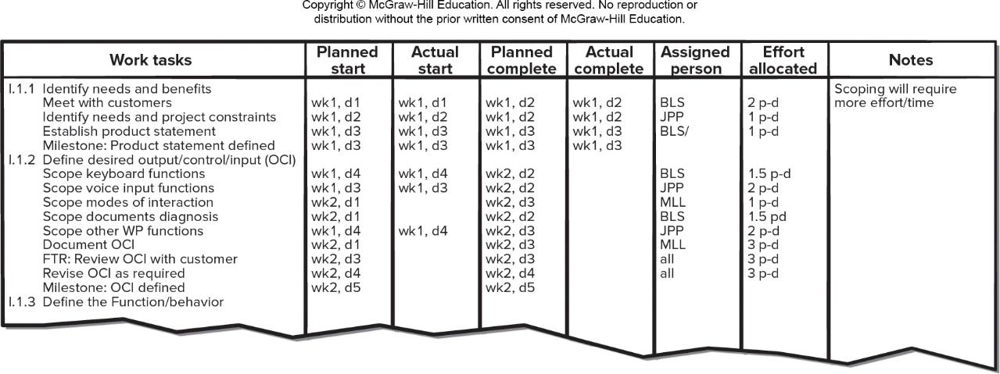 Copyright © McGraw-Hill Education. All rights reserved. No reproduction or
distribution without the prior written consent of McGraw-Hill Education.
Work tasks Planned start Actual start Planned complete Actual complete Assigned person Effort allocated Notes
I.1.1 Identify needs and benefits Scoping will require
Meet with customers wk1, d1 wk1, d1 wk1, d2 wk1, d2 BLS 2 p-d more effort/time
Identify needs and project constraints wk1, d2 wk1, d2 wk1, d2 wk1, d2 JPP 1 p-d
Establish product statement wk1, d3 wk1, d3 wk1, d3 wk1, d3 BLS/ 1 p-d
Milestone: Product statement defined wk1, d3 wk1, d3 wk1, d3 wk1, d3
I.1.2 Define desired output/control/input (OCI)
Scope keyboard functions wk1, d4 wk1, d4 wk2, d2 BLS 1.5 p-d
Scope voice input functions wk1, d3 wk1, d3 wk2, d2 JPP 2 p-d
Scope modes of interaction wk2, d1 wk2, d3 MLL 1 p-d
Scope documents diagnosis wk2, d1 wk2, d2 BLS 1.5 pd
Scope other WP functions wk1, d4 wk1, d4 wk2, d3 JPP 2 p-d
Document OCI wk2, d1 wk2, d3 MLL 3 p-d
FTR: Review OCI with customer wk2, d3 wk2, d3 all 3 p-d
Revise OCI as required wk2, d4 wk2, d4 all 3 p-d
Milestone: OCI defined wk2, d5 wk2, d5
I.1.3 Define the Function/behavior